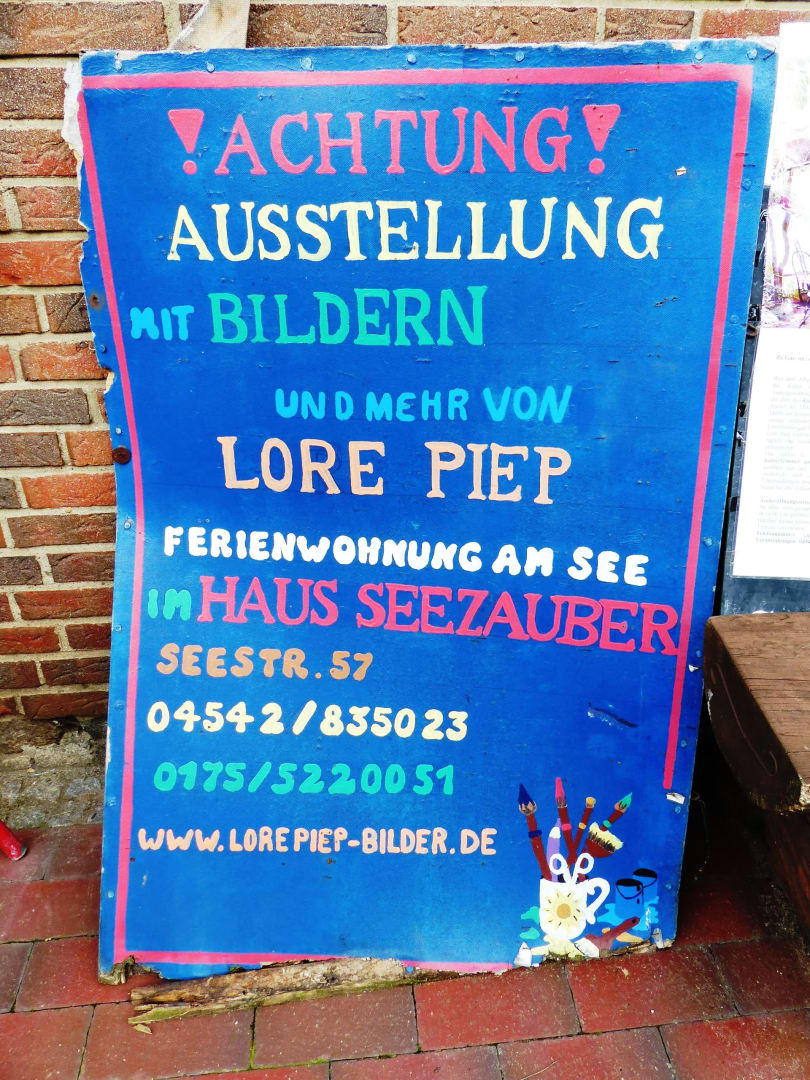 !ACHTUNG!
AUSSTELLUNG
MIT BILDERN
UND MEHR VON
LORE PIEP
FERIENWOHNUNG AM SEE
IM HAUS SEEZAUBER
SEESTR. 57
04542/835023
0175/5220051
WWW.LOREPIEP-BILDER.DE